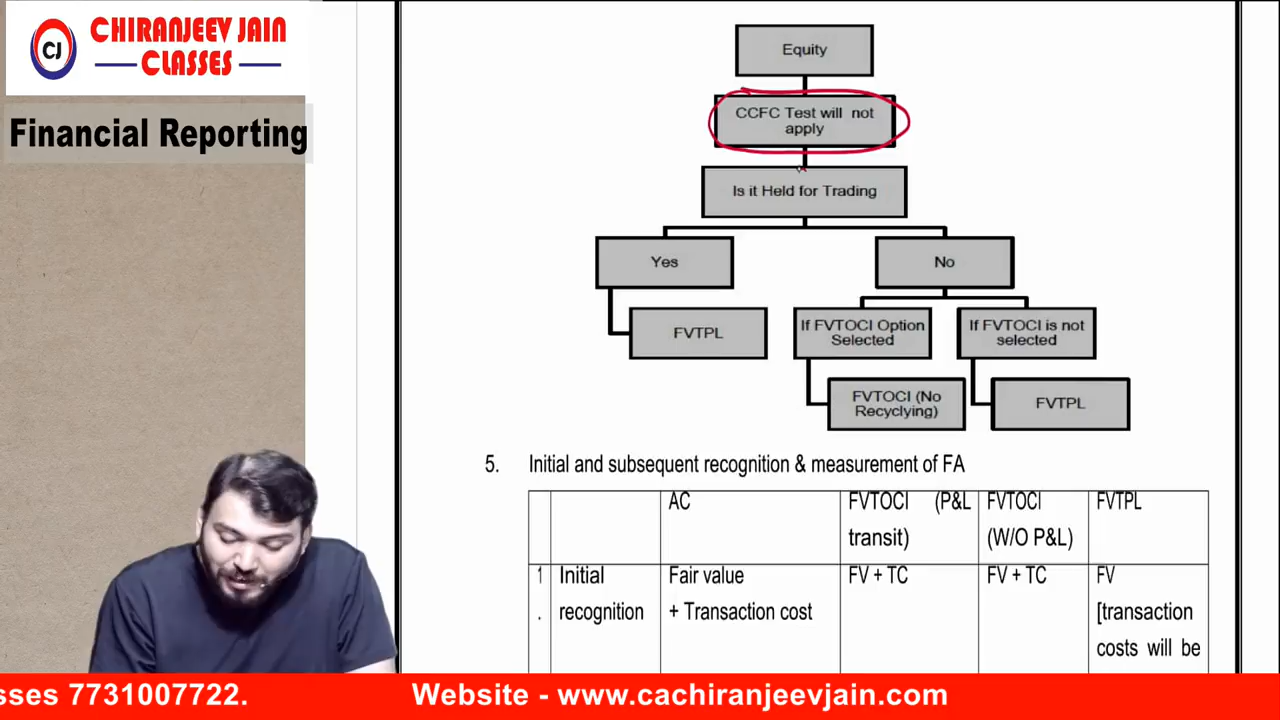 CHIRANJEEV JAIN
CJ
CLASSES
Financial Reporting
Equity
CCFC Test will not
apply
Is it Held for Trading
Yes
No
FVTPL
If FVTOCI Option
Selected
If FVTOCI is not
selected
FVTOCI (No
Recyclying)
FVTPL
5. Initial and subsequent recognition & measurement of FA
AC
FVTOCI (P&L
transit)
FVTOCI
(W/O P&L)
FVTPL
1
.
Initial
recognition
Fair value
+ Transaction cost
FV + TC
FV + TC
FV
[transaction
costs will be
sses 7731007722.
Website - www.cachiranjeevjain.com